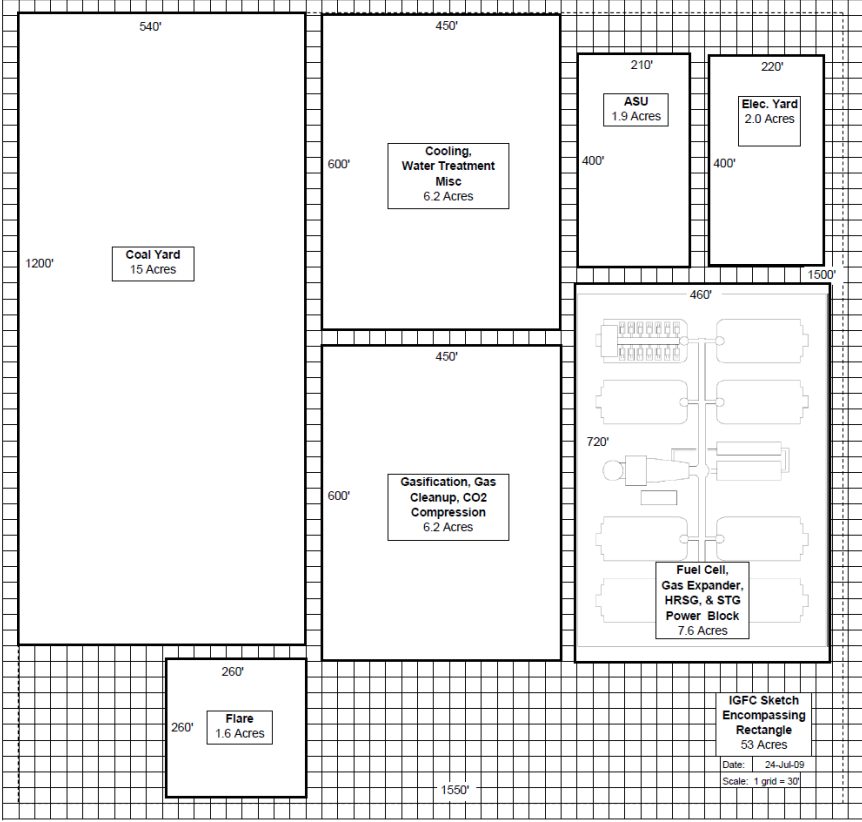 540'
450'
210'
220'
ASU
1.9 Acres
Elec. Yard
2.0 Acres
600'
Cooling,
Water Treatment
Misc
6.2 Acres
400'
400'
1200'
Coal Yard
15 Acres
1500'
460'
450'
720'
600'
Gasification, Gas
Cleanup, CO2
Compression
6.2 Acres
Fuel Cell,
Gas Expander,
HRSG, & STG
Power Block
7.6 Acres
260'
260'
Flare
1.6 Acres
IGFC Sketch
Encompassing
Rectangle
53 Acres
Date: 24-Jul-09
Scale: 1 grid = 30'
1550'